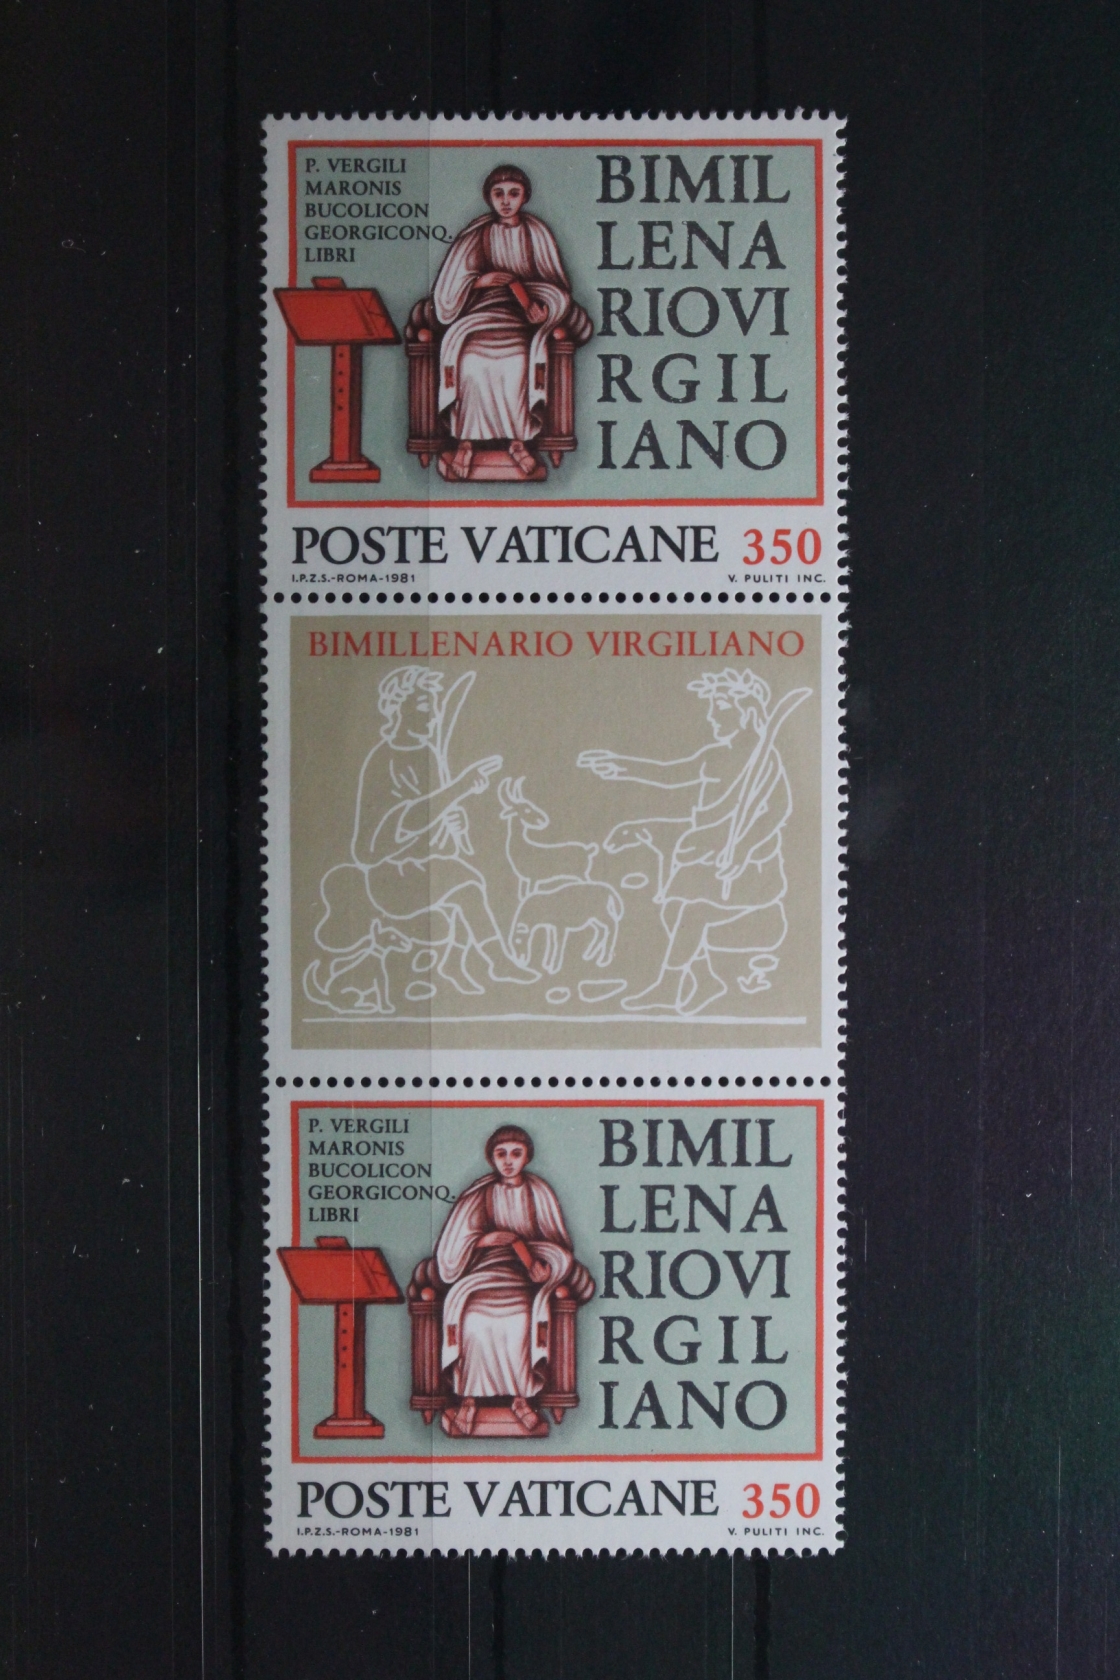 P. VERGILI
MARONIS
BUCOLICON
GEORGICONQ.
LIBRI
BIMIL
LENA
RIOVI
RGIL
IANO
POSTE VATICANE 350
I.P.Z.S.-ROMA-1981 V. PULITI INC.
BIMILLENARIO VIRGILIANO
P. VERGILI
MARONIS
BUCOLICON
GEORGICONQ.
LIBRI
BIMIL
LENA
RIOVI
RGIL
IANO
POSTE VATICANE 350
I.P.Z.S.-ROMA-1981 V. PULITI INC.